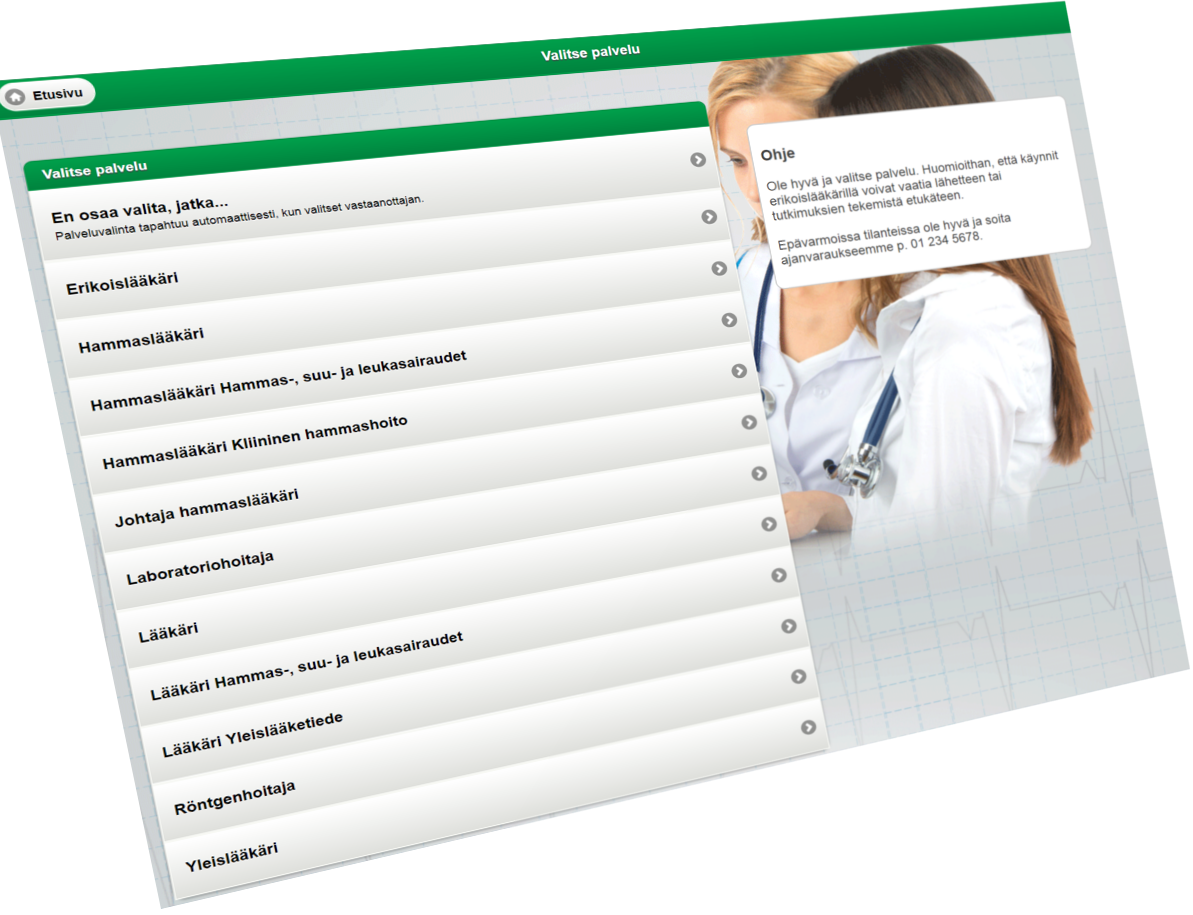 Valitse palvelu
Etusivu
Valitse palvelu
En osaa valita, jatka...
Palveluvalinta tapahtuu automaattisesti, kun valitset vastaanottajan.
Erikoislääkäri
Hammaslääkäri
Hammaslääkäri Hammas-, suu- ja leukasairaudet
Hammaslääkäri Kliininen hammashoito
Johtaja hammaslääkäri
Laboratoriohoitaja
Lääkäri
Lääkäri Hammas-, suu- ja leukasairaudet
Lääkäri Yleislääketiede
Röntgenhoitaja
Yleislääkäri
Ohje
Ole hyvä ja valitse palvelu. Huomioithan, että käynnit
erikoislääkärillä voivat vaatia lähetteen tai
tutkimuksien tekemistä etukäteen.
Epävarmoissa tilanteissa ole hyvä ja soita
ajanvaraukseemme p. 01 234 5678.